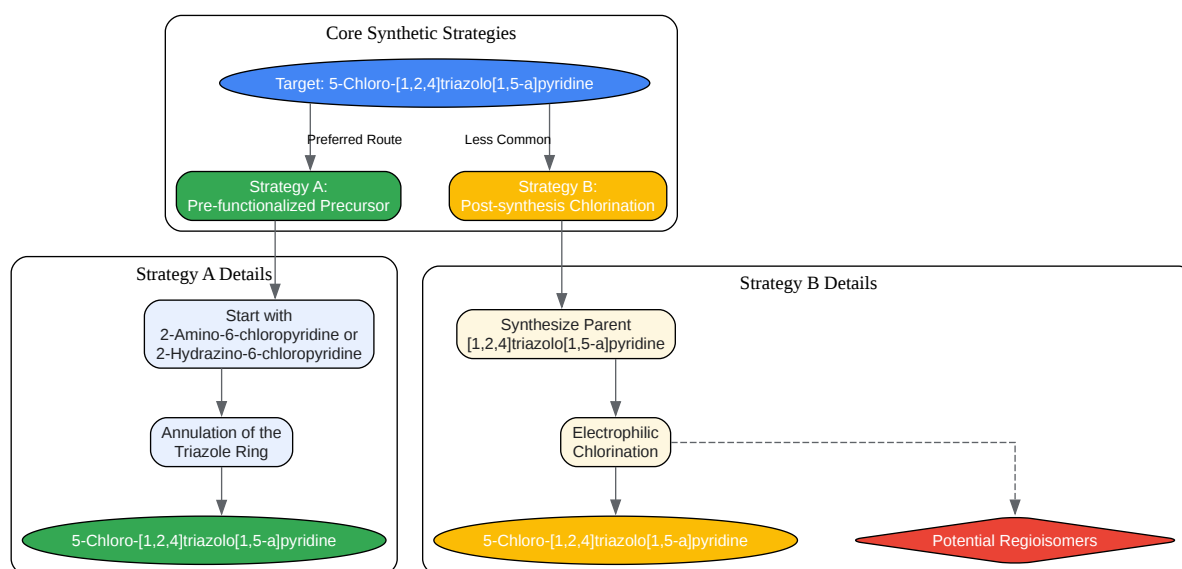 Core Synthetic Strategies
Target: 5-Chloro-[1,2,4]triazolo[1,5-a]pyridine
Preferred Route
Less Common
Strategy A:
Pre-functionalized Precursor
Strategy B:
Post-synthesis Chlorination
Strategy A Details
Start with
2-Amino-6-chloropyridine or
2-Hydrazino-6-chloropyridine
Annulation of the
Triazole Ring
5-Chloro-[1,2,4]triazolo[1,5-a]pyridine
Strategy B Details
Synthesize Parent
[1,2,4]triazolo[1,5-a]pyridine
Electrophilic
Chlorination
5-Chloro-[1,2,4]triazolo[1,5-a]pyridine
Potential Regioisomers